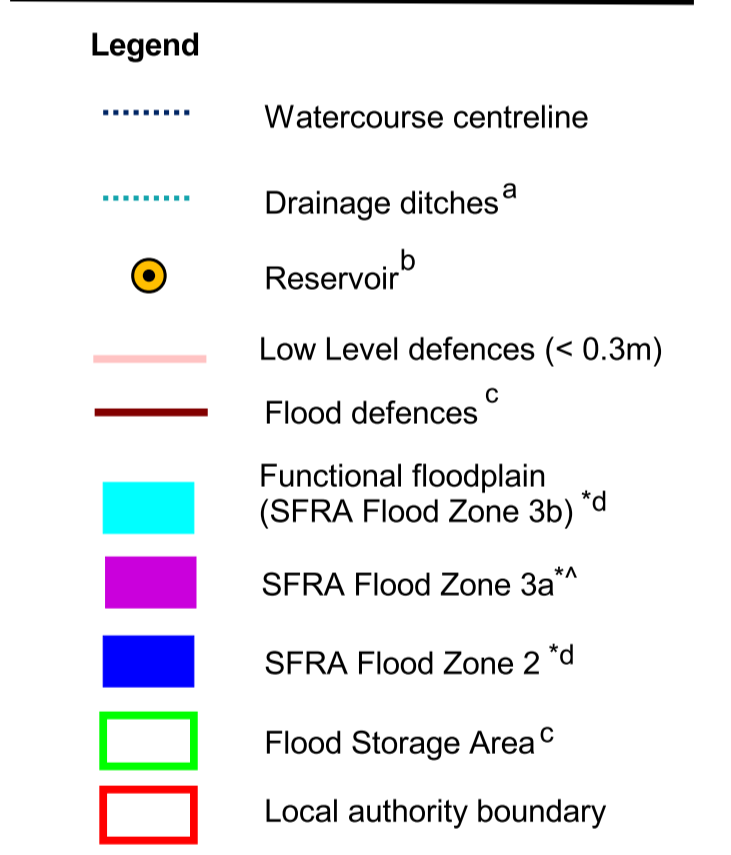 Legend
Watercourse centreline
Drainage ditches a
Reservoir b
Low Level defences (< 0.3m)
Flood defences c
Functional floodplain
(SFRA Flood Zone 3b) *d
SFRA Flood Zone 3a*^
SFRA Flood Zone 2 *d
Flood Storage Area c
Local authority boundary